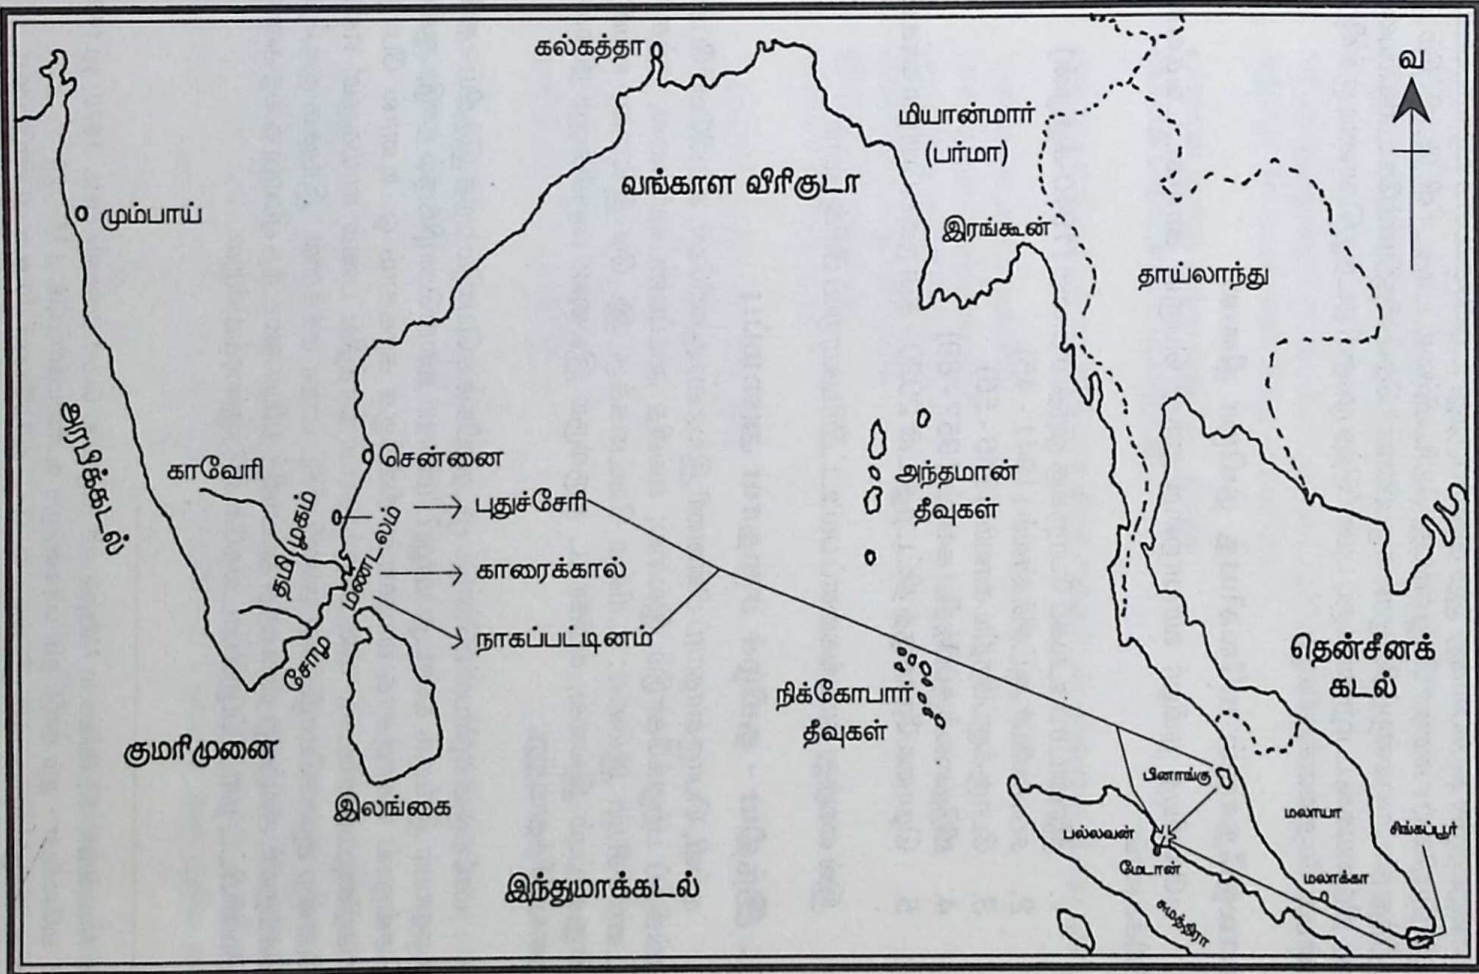 கல்கத்தா
வ
மியான்மார்
(பர்மா)
வங்காள விரிகுடா
மும்பாய்
இரங்கூன்
தாய்லாந்து
அரபிக்கடல்
காவேரி
சென்னை
அந்தமான்
தீவுகள்
தமிழகம்
புதுச்சேரி
சோழ மண்டலம்
காரைக்கால்
நாகப்பட்டினம்
தென்சீனக்
கடல்
நிக்கோபார்
தீவுகள்
குமரிமுனை
இலங்கை
பினாங்கு
மலாயா
பல்லவன்
சிங்கப்பூர்
மேடான்
மலாக்கா
இந்துமாக்கடல்
சுமத்திரா